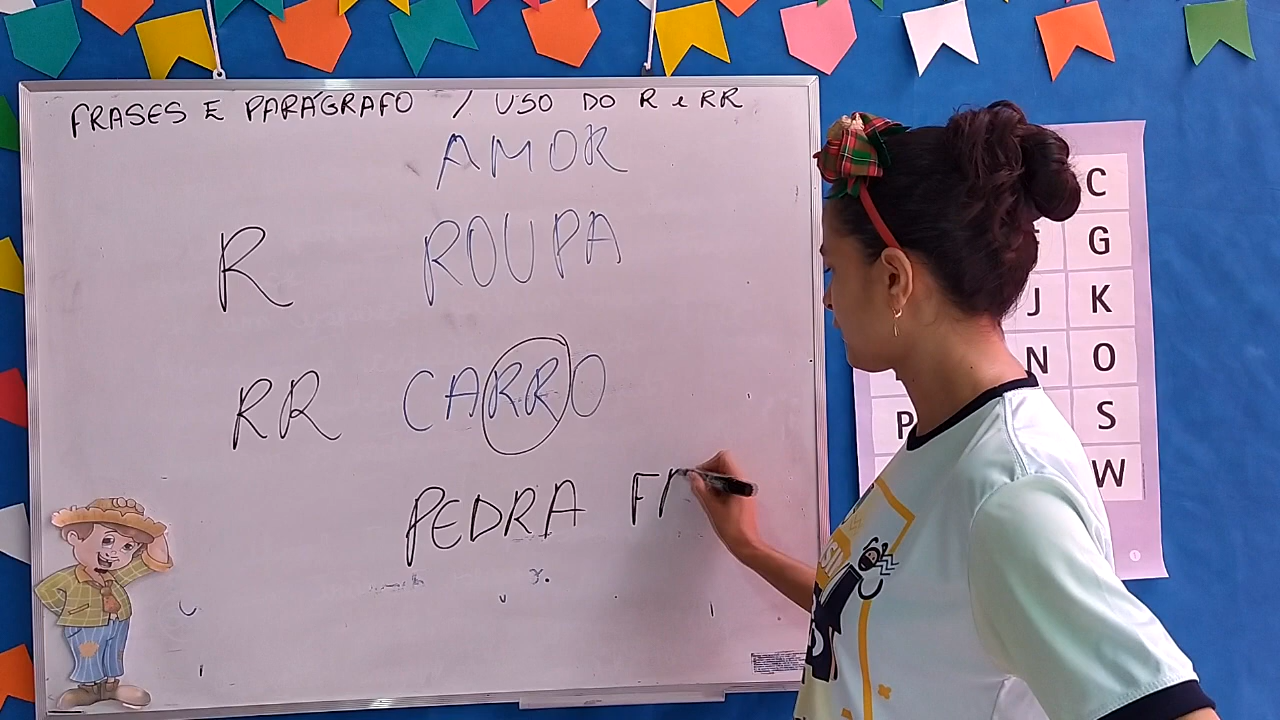 FRASES E PARÁGRAFO / USO DO R e RR
AMOR
R ROUPA
RR CARRO
PEDRA F
C
G
J K
N O
P S
W